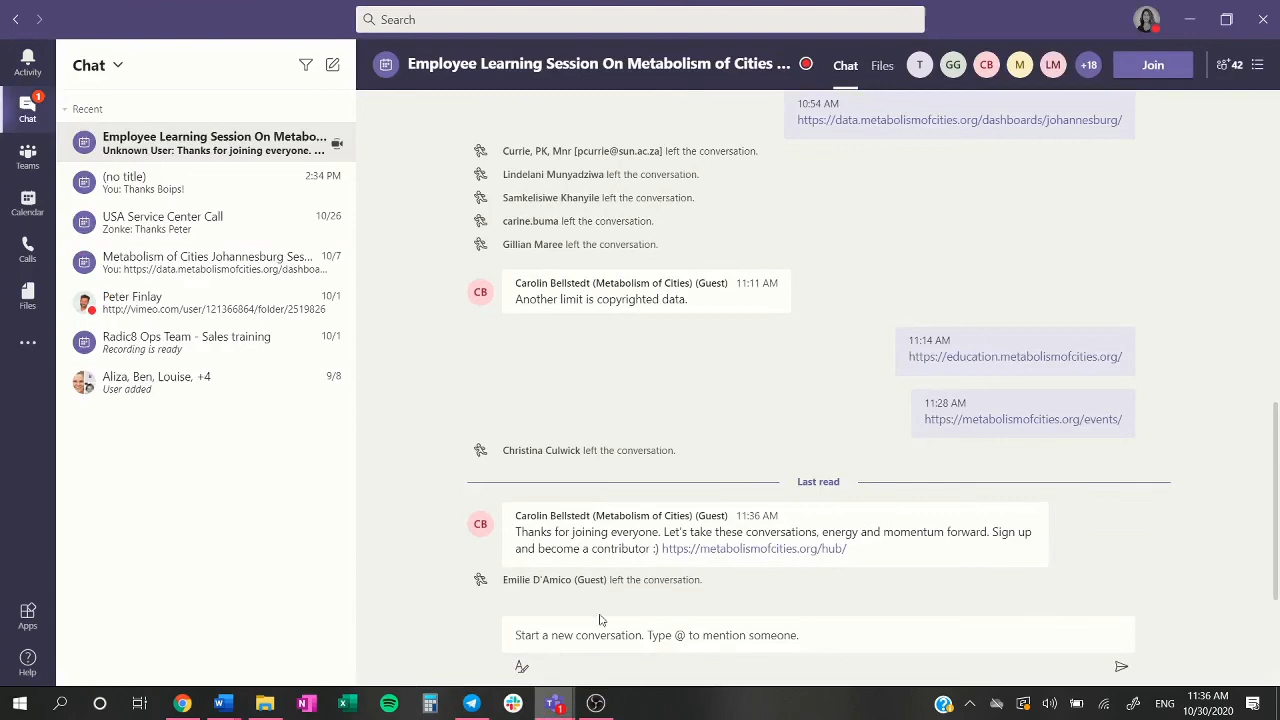 Search
Activity
Chat
1
Teams
Calendar
Calls
Files
Apps
Help
Chat
Recent
Employee Learning Session On Metabo...
Unknown User: Thanks for joining everyone. ...
(no title) 2:34 PM
You: Thanks Boips!
USA Service Center Call 10/26
Zonke: Thanks Peter
Metabolism of Cities Johannesburg Ses... 10/7
You: https://data.metabolismofcities.org/dashboa...
Peter Finlay 10/1
http://vimeo.com/user/121366864/folder/2519826
Radic8 Ops Team - Sales training 10/1
Recording is ready
Aliza, Ben, Louise, +4 9/8
User added
Employee Learning Session On Metabolism of Cities ... Chat Files T GG CB M LM +18 Join 42
10:54 AM
https://data.metabolismofcities.org/dashboards/johannesburg/
Currie, PK, Mnr [pcurrie@sun.ac.za] left the conversation.
Lindelani Munyadziwa left the conversation.
Samkelisiwe Khanyile left the conversation.
carine.buma left the conversation.
Gillian Maree left the conversation.
CB
Carolin Bellstedt (Metabolism of Cities) (Guest) 11:11 AM
Another limit is copyrighted data.
11:14 AM
https://education.metabolismofcities.org/
11:28 AM
https://metabolismofcities.org/events/
Christina Culwick left the conversation.
Last read
CB
Carolin Bellstedt (Metabolism of Cities) (Guest) 11:36 AM
Thanks for joining everyone. Let's take these conversations, energy and momentum forward. Sign up
and become a contributor :) https://metabolismofcities.org/hub/
Emilie D'Amico (Guest) left the conversation.
Start a new conversation. Type @ to mention someone.
ENG
11:36 AM
10/30/2020